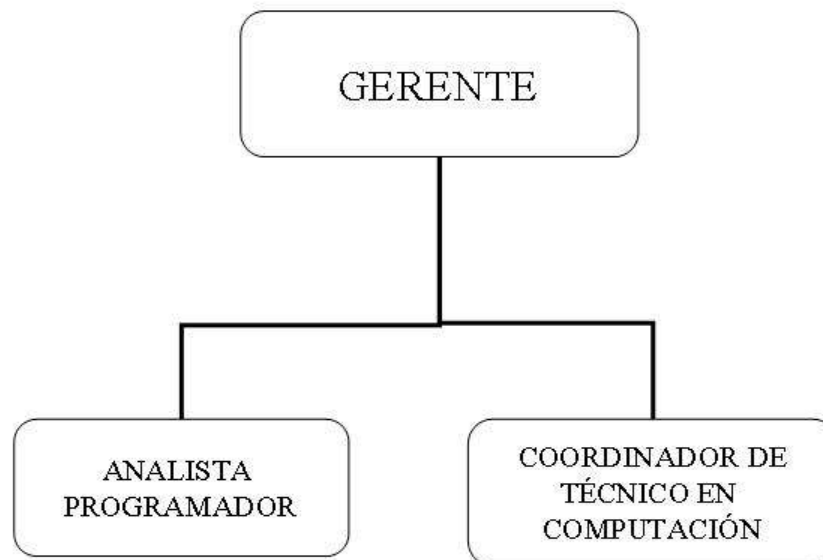 GERENTE
ANALISTA
PROGRAMADOR
COORDINADOR DE
TÉCNICO EN
COMPUTACIÓN